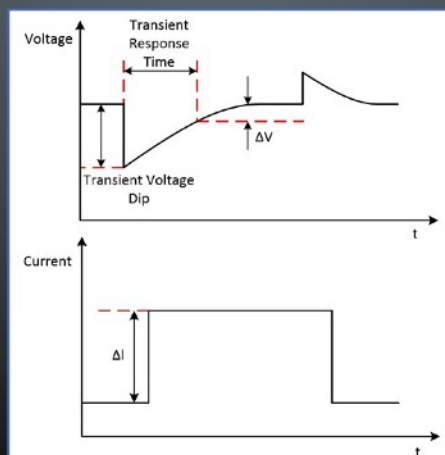 Transient
Response
Time
Voltage
ΔV
Transient Voltage
Dip
t
Current
ΔI
t